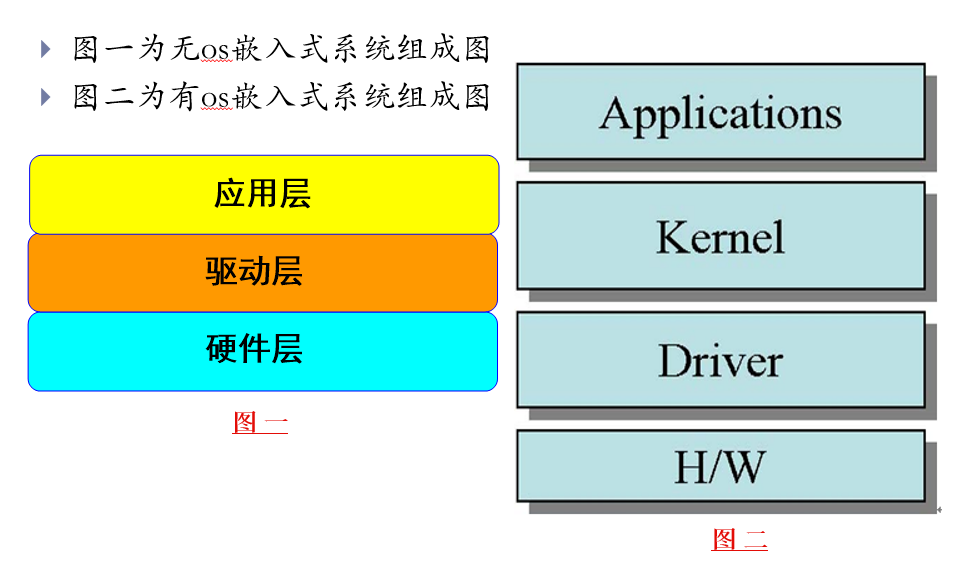 图一为无os嵌入式系统组成图
图二为有os嵌入式系统组成图
应用层
驱动层
硬件层
图一
Applications
Kernel
Driver
H/W
图二